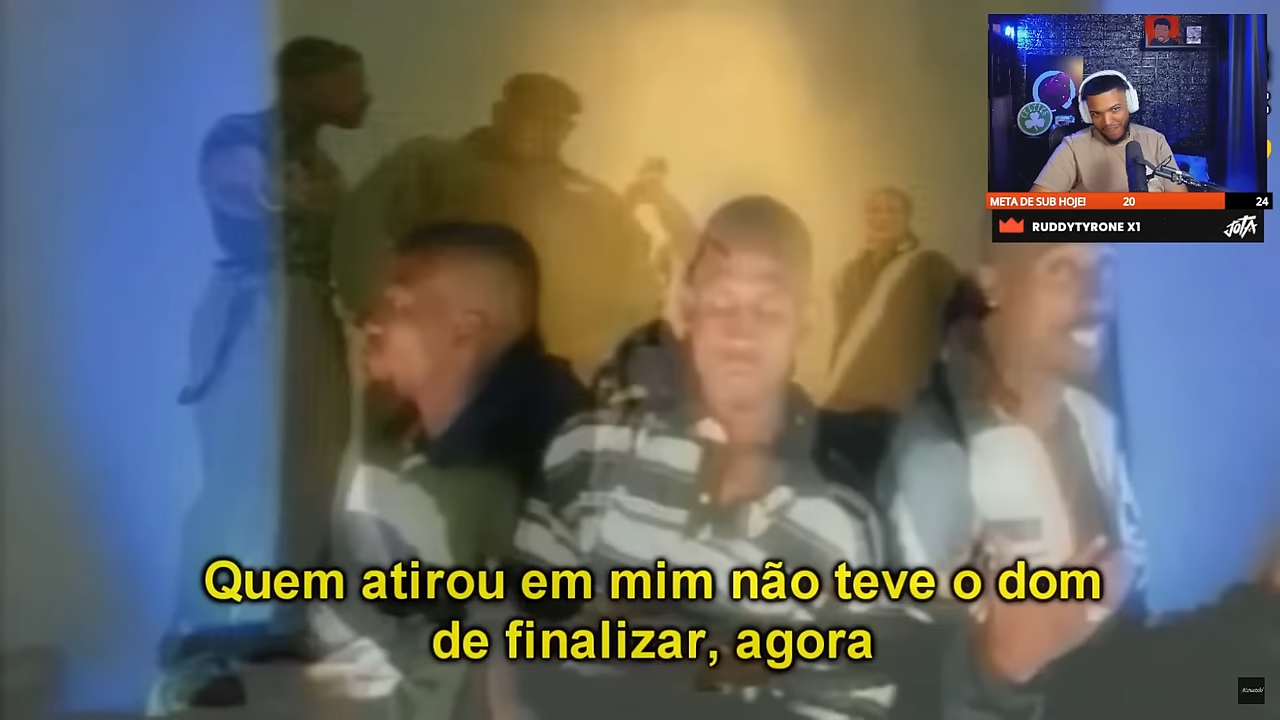 META DE SUB HOJE! 20 24
RUDDYTYRONE X1
JOTA
Quem atirou em mim não teve o dom
de finalizar, agora